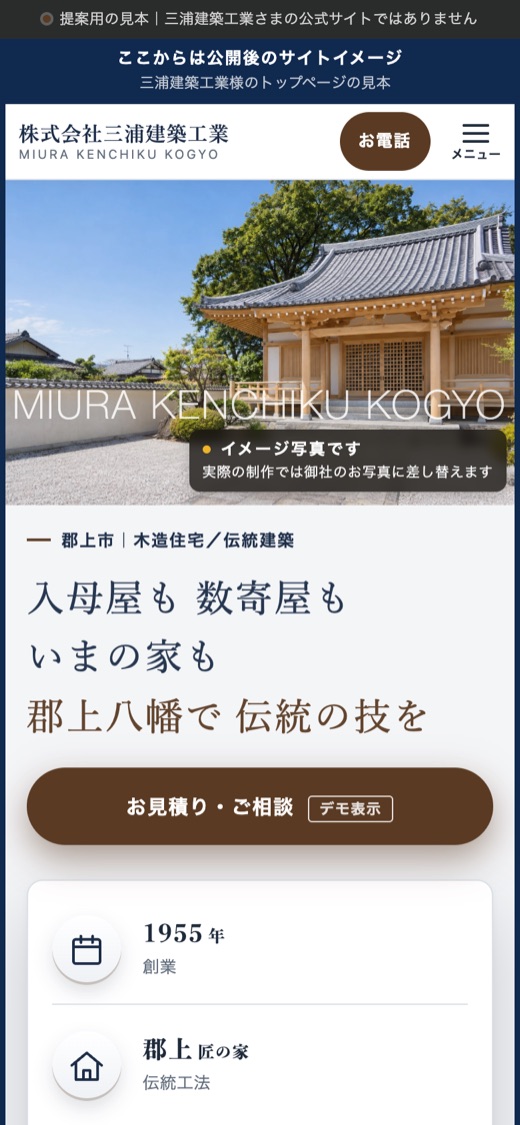 提案用の見本｜三浦建築工業さまの公式サイトではありません
ここからは公開後のサイトイメージ
三浦建築工業様のトップページの見本
株式会社三浦建築工業
MIURA KENCHIKU KOGYO
お電話
メニュー
MIURA KENCHIKU KOGYO
イメージ写真です
実際の制作では御社のお写真に差し替えます
郡上市｜木造住宅／伝統建築
入母屋も 数寄屋も
いまの家も
郡上八幡で 伝統の技を
お見積り・ご相談 デモ表示
1955 年
創業
郡上 匠の家
伝統工法